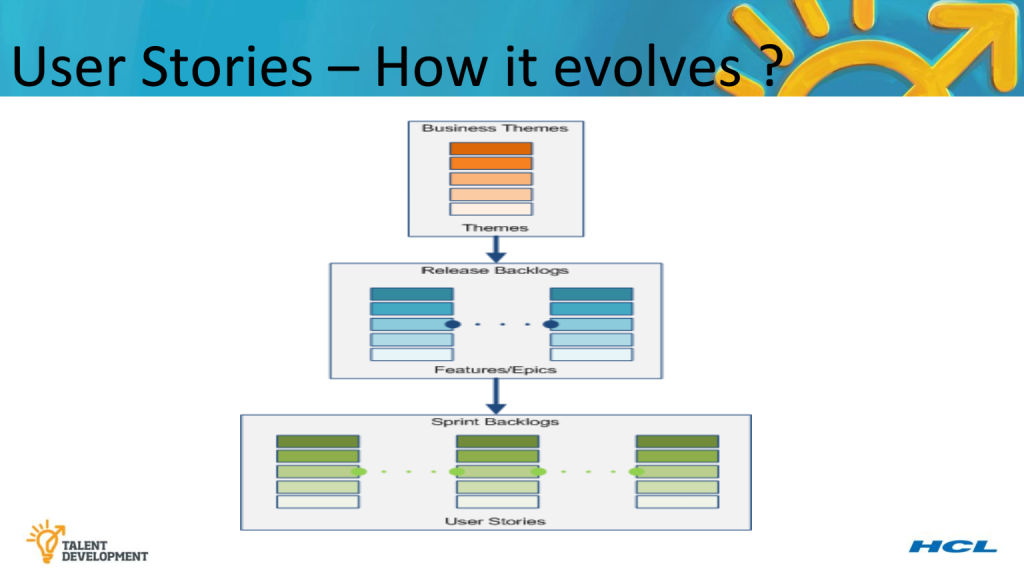 User Stories – How it evolves ?
Business Themes
Themes
Release Backlogs
Features/Epics
Sprint Backlogs
User Stories
TALENT
DEVELOPMENT
HCL